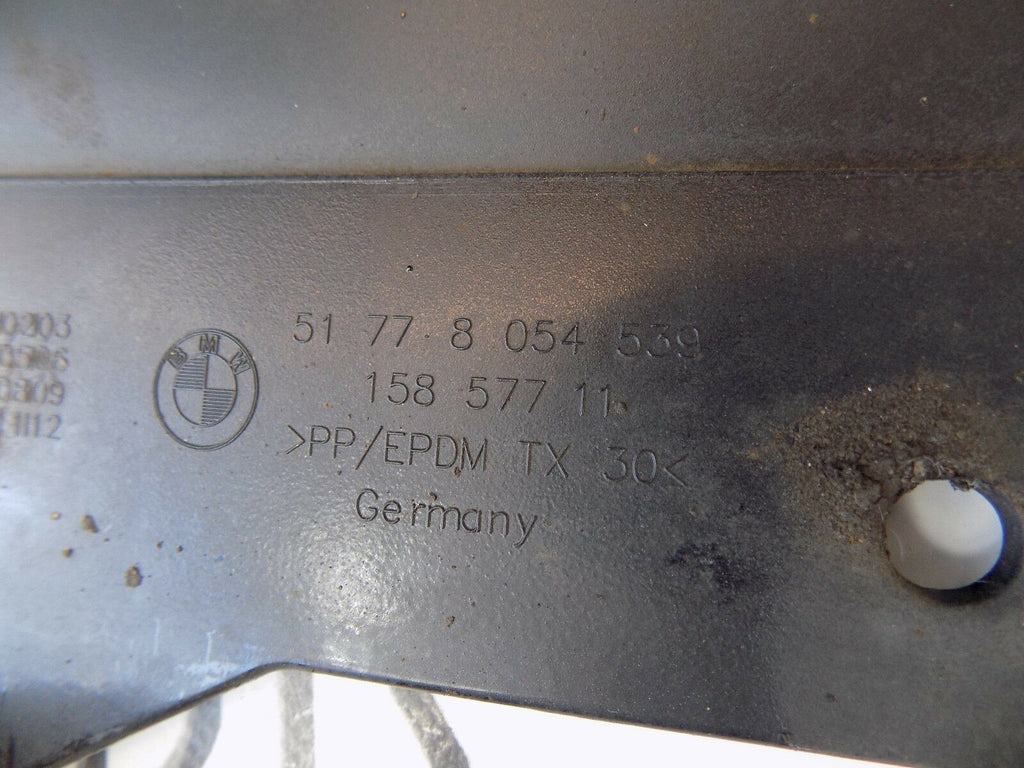 BMW
51 77 8 054 539
158 577 11
>PP/EPDM TX 30<
Germany